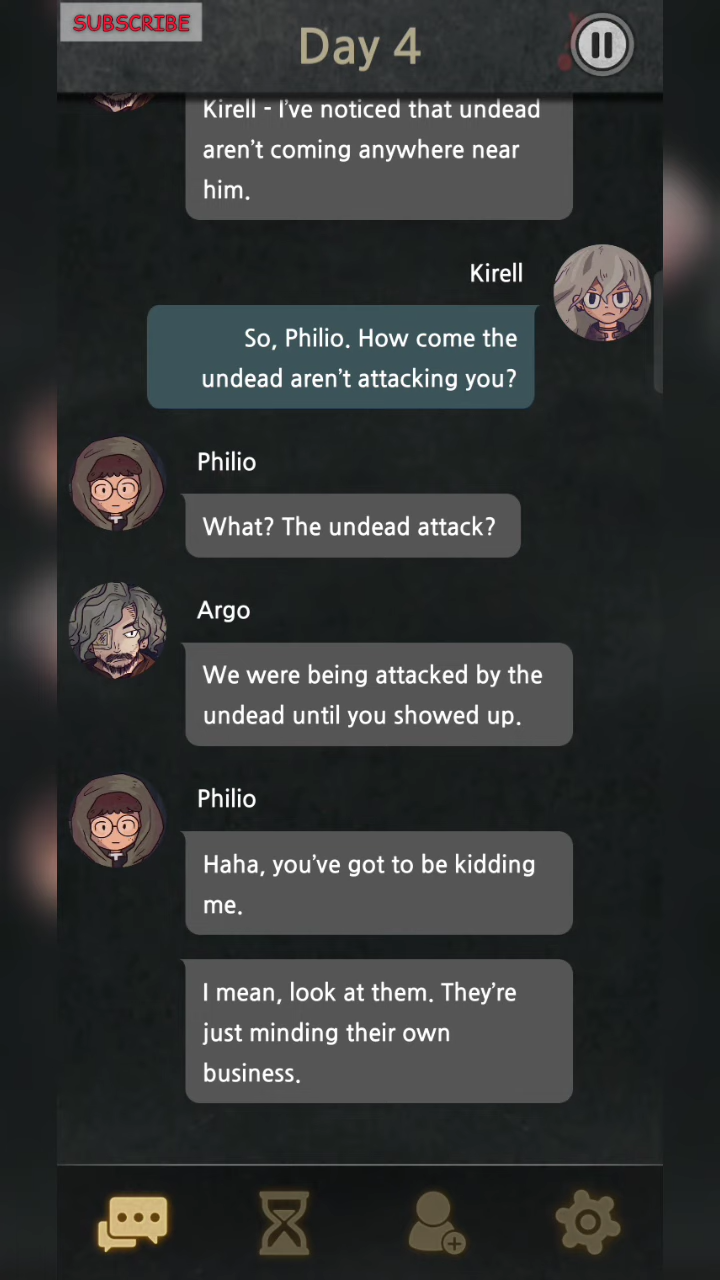 SUBSCRIBE
Day 4
Kirell - I've noticed that undead
aren't coming anywhere near
him.
Kirell
So, Philio. How come the
undead aren't attacking you?
Philio
What? The undead attack?
Argo
We were being attacked by the
undead until you showed up.
Philio
Haha, you've got to be kidding
me.
I mean, look at them. They're
just minding their own
business.